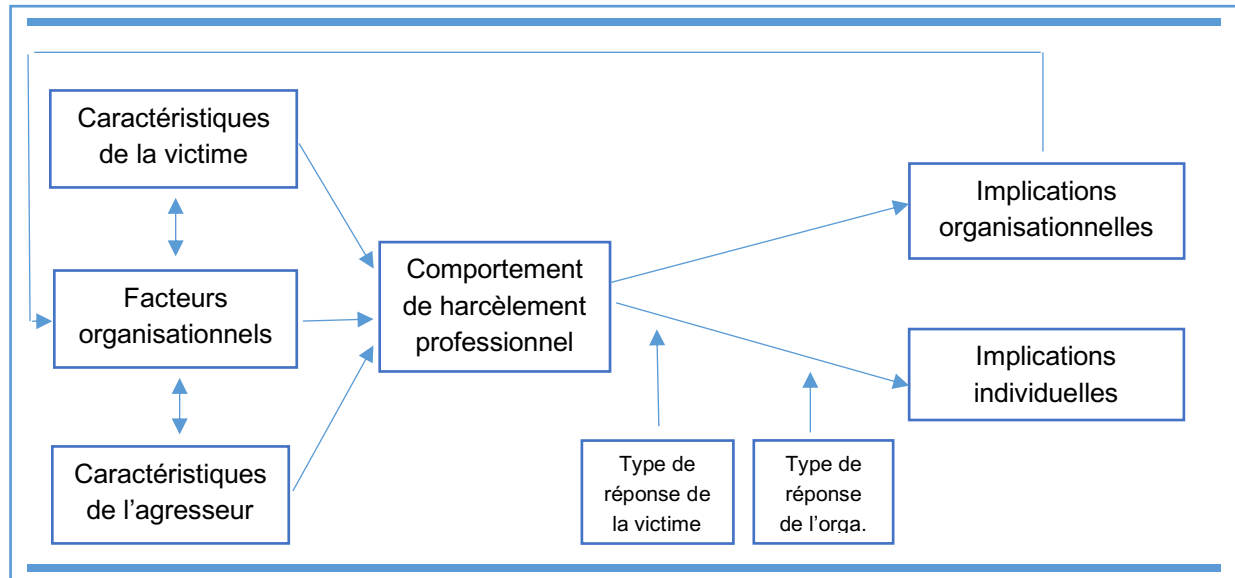 Caractéristiques
de la victime
Facteurs
organisationnels
Caractéristiques
de l’agresseur
Comportement
de harcèlement
professionnel
Implications
organisationnelles
Implications
individuelles
Type de
réponse de
la victime
Type de
réponse
de l’orga.